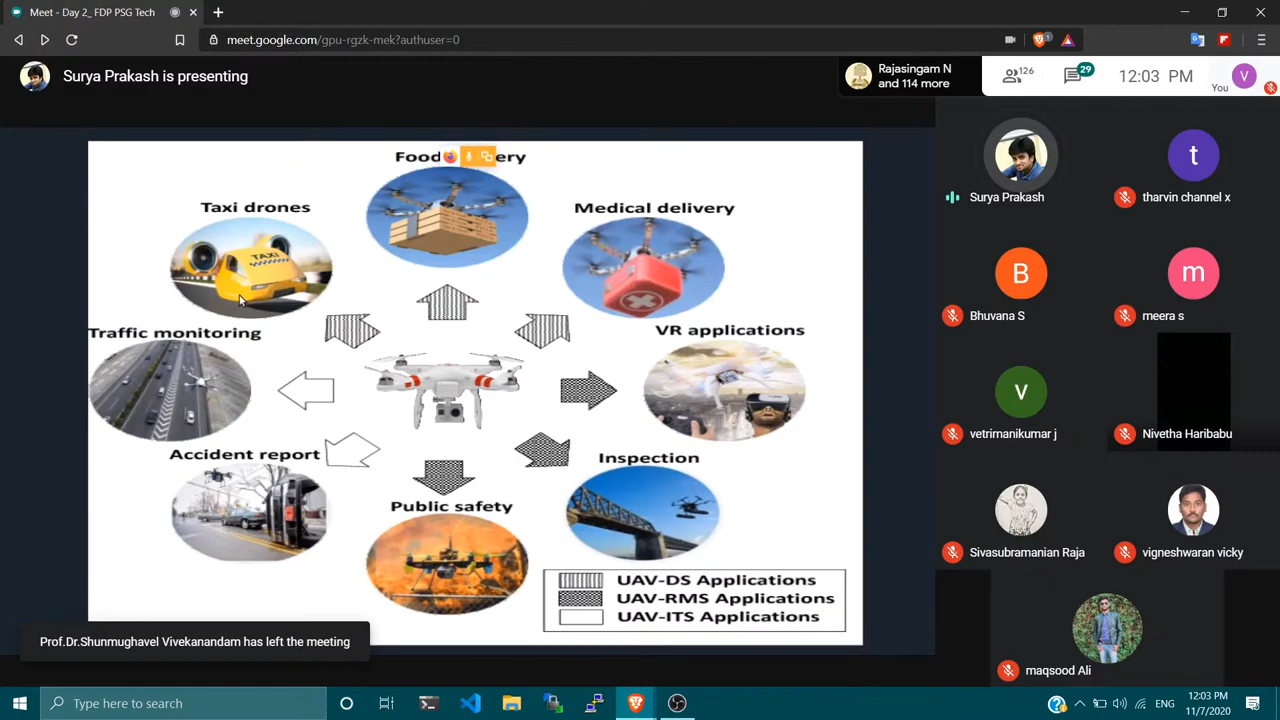 Meet - Day 2_ FDP PSG Tech
meet.google.com/gpu-rgzk-mek?authuser=0
1
Surya Prakash is presenting
Rajasingam N
and 114 more
126
29
12:03 PM
You
V
Food ery
Taxi drones
Medical delivery
TAXI
Traffic monitoring
VR applications
Accident report
Inspection
Public safety
UAV-DS Applications
UAV-RMS Applications
UAV-ITS Applications
Prof.Dr.Shunmughavel Vivekanandam has left the meeting
Surya Prakash
t
tharvin channel x
B
Bhuvana S
m
meera s
v
vetrimanikumar j
Nivetha Haribabu
Sivasubramanian Raja
vigneshwaran vicky
maqsood Ali
Type here to search
ENG
12:03 PM
11/7/2020